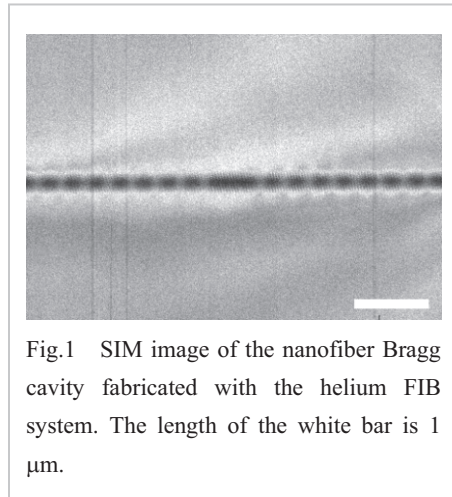 Fig.1 SIM image of the nanofiber Bragg
cavity fabricated with the helium FIB
system. The length of the white bar is 1
μm.